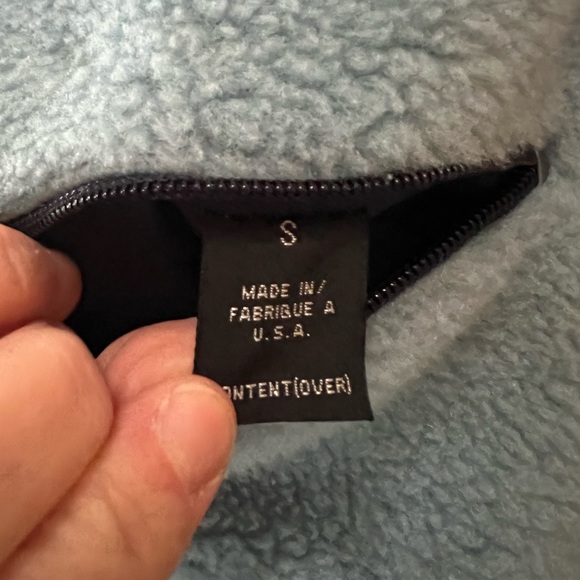 S
MADE IN/
FABRIQUE A
U.S.A.
ONTENT(OVER)